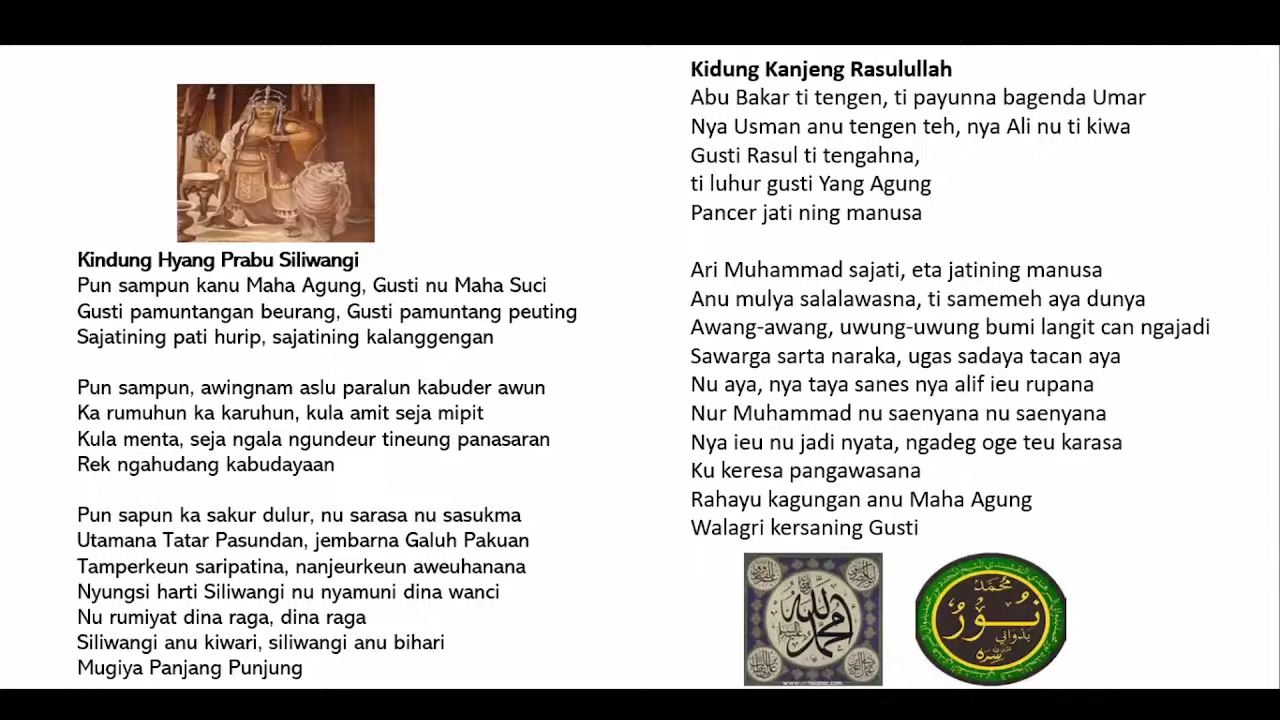 Kindung Hyang Prabu Siliwangi
Pun sampun kanu Maha Agung, Gusti nu Maha Suci
Gusti pamuntangan beurang, Gusti pamuntang peuting
Sajatining pati hurip, sajatining kalanggengan
Pun sampun, awingnam aslu paralun kabuder awun
Ka rumuhun ka karuhun, kula amit seja mipit
Kula menta, seja ngala ngundeur tineung panasaran
Rek ngahudang kabudayaan
Pun sapun ka sakur dulur, nu sarasa nu sasukma
Utamana Tatar Pasundan, jembarna Galuh Pakuan
Tamperkeun saripatina, nanjeurkeun aweuhanana
Nyungsi harti Siliwangi nu nyamuni dina wanci
Nu rumiyat dina raga, dina raga
Siliwangi anu kiwari, siliwangi anu bihari
Mugiya Panjang Punjung
Kidung Kanjeng Rasulullah
Abu Bakar ti tengen, ti payunna bagenda Umar
Nya Usman anu tengen teh, nya Ali nu ti kiwa
Gusti Rasul ti tengahna,
ti luhur gusti Yang Agung
Pancer jati ning manusa
Ari Muhammad sajati, eta jatining manusa
Anu mulya salalawasna, ti samemeh aya dunya
Awang-awang, uwung-uwung bumi langit can ngajadi
Sawarga sarta naraka, ugas sadaya tacan aya
Nu aya, nya taya sanes nya alif ieu rupana
Nur Muhammad nu saenyana nu saenyana
Nya ieu nu jadi nyata, ngadeg oge teu karasa
Ku keresa pangawasana
Rahayu kagungan anu Maha Agung
Walagri kersaning Gusti
الله
محمد
محمد
نور